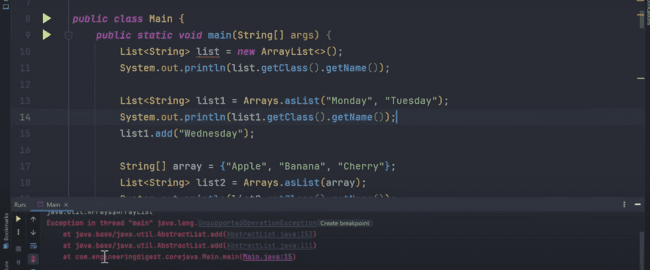 8 public class Main {
9 public static void main(String[] args) {
10 List<String> list = new ArrayList<>();
11 System.out.println(list.getClass().getName());
13 List<String> list1 = Arrays.asList("Monday", "Tuesday");
14 System.out.println(list1.getClass().getName());
15 list1.add("Wednesday");
17 String[] array = {"Apple", "Banana", "Cherry"};
18 List<String> list2 = Arrays.asList(array);
Run: Main ×
java.util.Arrays$ArrayList
Exception in thread "main" java.lang.UnsupportedOperationException Create breakpoint
at java.base/java.util.AbstractList.add(AbstractList.java:153)
at java.base/java.util.AbstractList.add(AbstractList.java:111)
at com.engineeringdigest.corejava.Main.main(Main.java:15)
Bookmarks